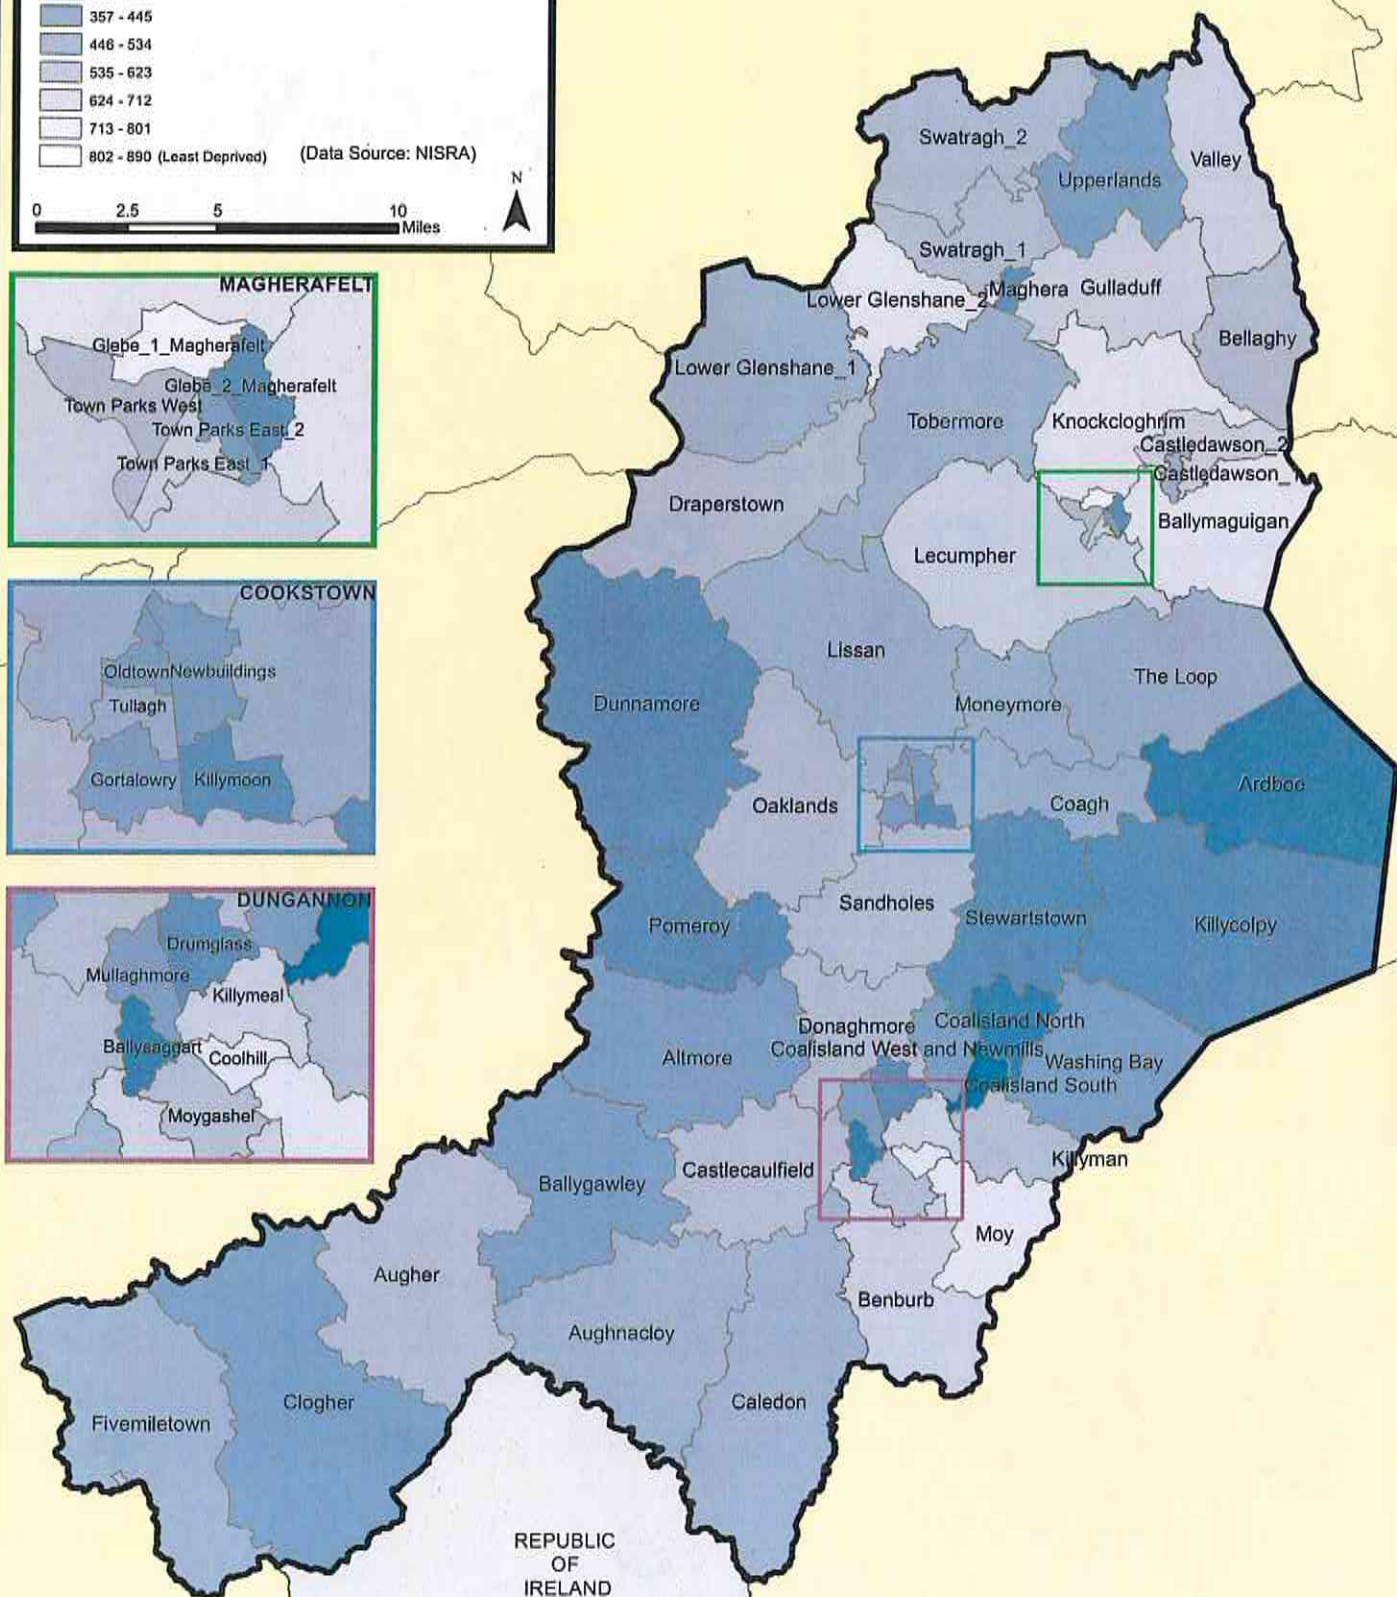 357 - 445
446 - 534
535 - 623
624 - 712
713 - 801
802 - 890 (Least Deprived) (Data Source: NISRA)
N
0 2.5 5 10
Miles
MAGHERAFELT
Glebe_1_Magherafelt
Glebe_2_Magherafelt
Town Parks West
Town Parks East_2
Town Parks East_1
COOKSTOWN
Oldtown Newbuildings
Tullagh
Gortalowry Killymoon
DUNGANNON
Drumglass
Mullaghmore
Killymeal
Ballysaggart
Coolhill
Moygashel
Swatragh_2
Valley
Upperlands
Swatragh_1
Maghera Gulladuff
Lower Glenshane_2
Bellaghy
Lower Glenshane_1
Tobermore
Knockcloghrim
Castledawson_2
Castledawson_
Draperstown
Ballymaguigan
Lecumpher
Lissan
The Loop
Dunnamore
Moneymore
Ardboe
Oaklands
Coagh
Sandholes
Stewartstown
Pomeroy
Killycolpy
Donaghmore
Coalisland North
Coalisland West and Newmills
Altmore
Washing Bay
Coalisland South
Killyman
Castlecaulfield
Ballygawley
Moy
Augher
Benburb
Aughnacloy
Clogher
Caledon
Fivemiletown
REPUBLIC
OF
IRELAND